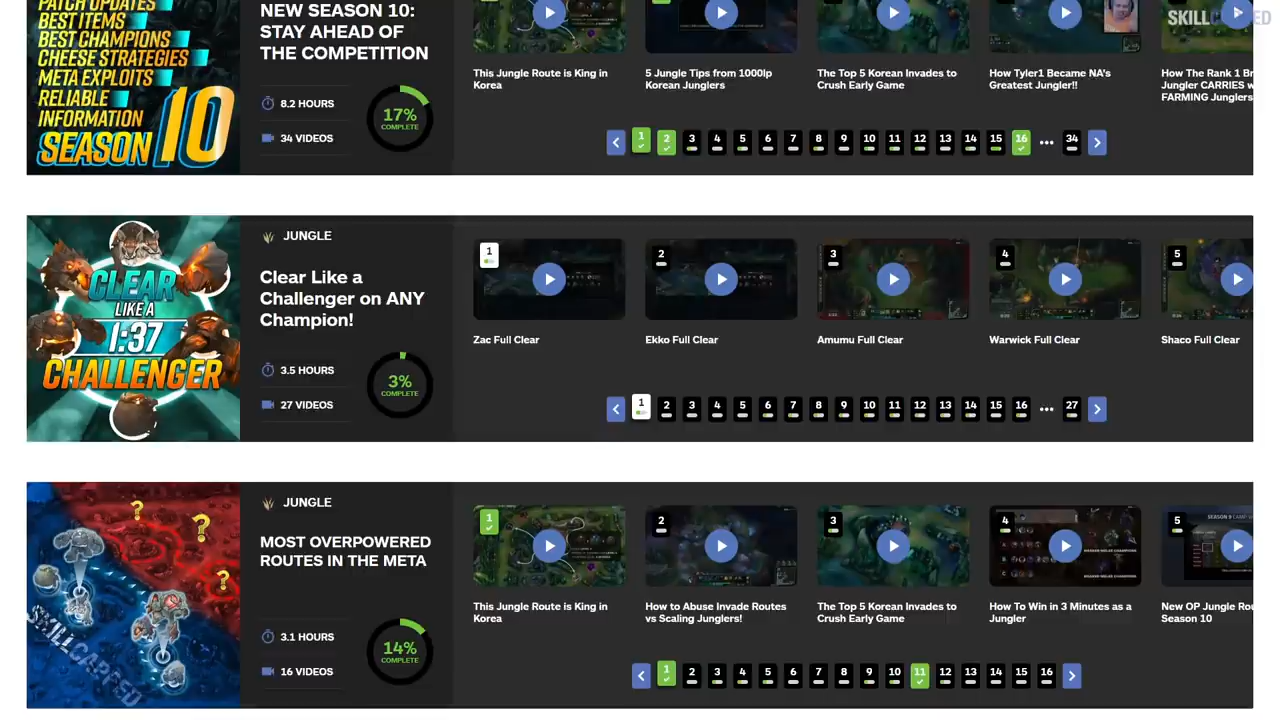 PATCH UPDATES
BEST ITEMS
BEST CHAMPIONS
CHEESE STRATEGIES
META EXPLOITS
RELIABLE
INFORMATION
SEASON 10
NEW SEASON 10:
STAY AHEAD OF
THE COMPETITION
8.2 HOURS
34 VIDEOS
17%
COMPLETE
This Jungle Route is King in
Korea
5 Jungle Tips from 1000lp
Korean Junglers
The Top 5 Korean Invades to
Crush Early Game
How Tyler1 Became NA's
Greatest Jungler!!
How The Rank 1 Br
Jungler CARRIES w
FARMING Junglers
SKILLCAPPED
1 2 3 4 5 6 7 8 9 10 11 12 13 14 15 16 ••• 34
CLEAR
LIKE A
1:37
CHALLENGER
JUNGLE
Clear Like a
Challenger on ANY
Champion!
3.5 HOURS
27 VIDEOS
3%
COMPLETE
1
2
3
4
5
Zac Full Clear
Ekko Full Clear
Amumu Full Clear
Warwick Full Clear
Shaco Full Clear
1 2 3 4 5 6 7 8 9 10 11 12 13 14 15 16 ••• 27
SKILLCAPPED
JUNGLE
MOST OVERPOWERED
ROUTES IN THE META
3.1 HOURS
16 VIDEOS
14%
COMPLETE
1
2
3
4
5
This Jungle Route is King in
Korea
How to Abuse Invade Routes
vs Scaling Junglers!
The Top 5 Korean Invades to
Crush Early Game
How To Win in 3 Minutes as a
Jungler
New OP Jungle Rou
Season 10
1 2 3 4 5 6 7 8 9 10 11 12 13 14 15 16